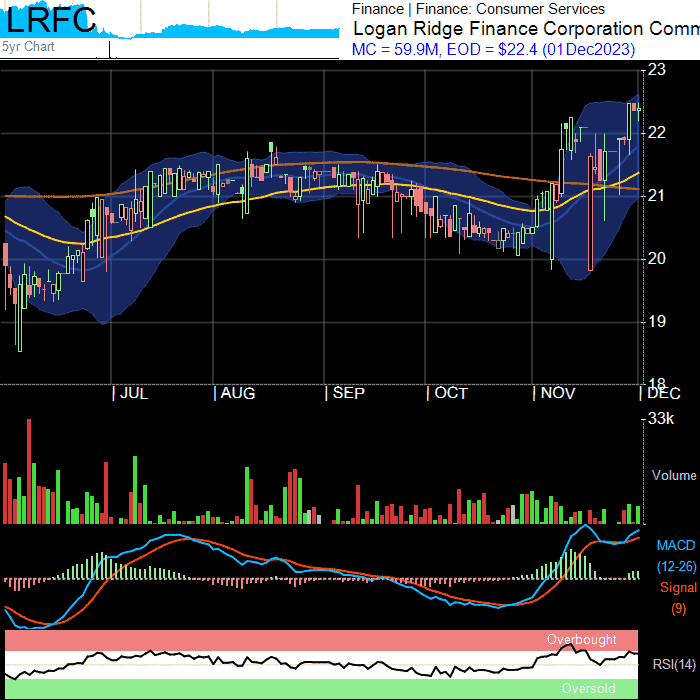 LRFC
5yr Chart
Finance | Finance: Consumer Services
Logan Ridge Finance Corporation Comm
MC = 59.9M, EOD = $22.4 (01Dec2023)
23
22
21
20
19
18
JUL AUG SEP OCT NOV DEC
33k
Volume
MACD
(12-26)
Signal
(9)
Overbought
RSI(14)
Oversold